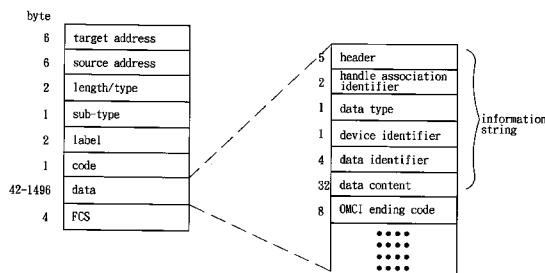 byte
6 target address
6 source address
2 length/type
1 sub-type
2 label
1 code
42-1496 data
4 FCS
5 header
2 handle association
identifier
1 data type
1 device identifier
4 data identifier
32 data content
8 OMCI ending code
information
string